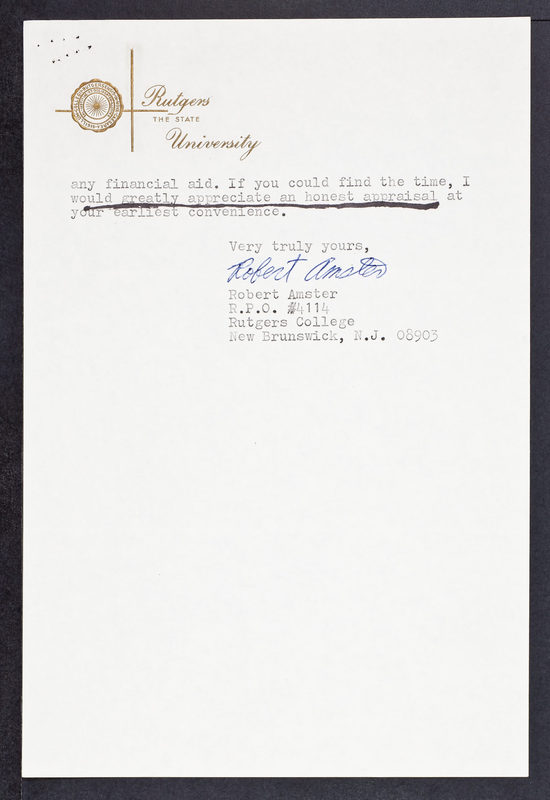 Rutgers
THE STATE
University
any financial aid. If you could find the time, I
would greatly appreciate an honest appraisal at
your earliest convenience.
Very truly yours,
Robert Amster
Robert Amster
R.P.O. #4114
Rutgers College
New Brunswick, N.J. 08903